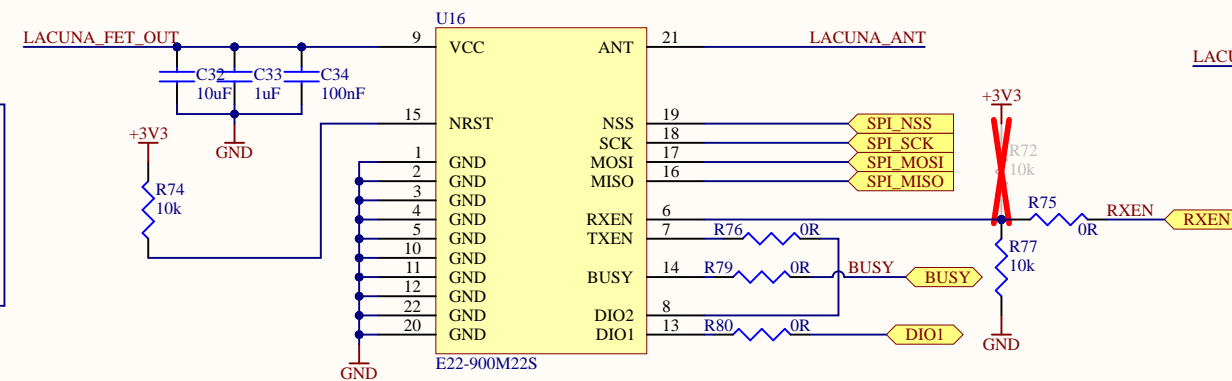 U16
LACUNA_FET_OUT
9
VCC
ANT
21
LACUNA_ANT
LACU
C32
10uF
C33
1uF
C34
100nF
GND
+3V3
R74
10k
15
NRST
NSS
19
SPI_NSS
SCK
18
SPI_SCK
MOSI
17
SPI_MOSI
MISO
16
SPI_MISO
1
GND
2
GND
3
GND
4
GND
5
GND
10
GND
11
GND
12
GND
22
GND
20
GND
GND
RXEN
6
TXEN
7
R76
0R
BUSY
14
R79
0R
BUSY
BUSY
DIO2
8
DIO1
13
R80
0R
DIO1
E22-900M22S
+3V3
R72
10k
R75
0R
RXEN
RXEN
R77
10k
GND